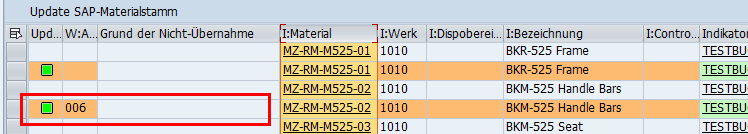 Update SAP-Materialstamm
Upd... W:A... Grund der Nicht-Übernahme I:Material I:Werk I:Dispoberei... I:Bezeichnung I:Contro... Indikator
MZ-RM-M525-01 1010 BKR-525 Frame TESTBU
MZ-RM-M525-01 1010 BKR-525 Frame TESTBU
MZ-RM-M525-02 1010 BKM-525 Handle Bars TESTBU
006 MZ-RM-M525-02 1010 BKM-525 Handle Bars TESTBU
MZ-RM-M525-03 1010 BKM-525 Seat TESTBU